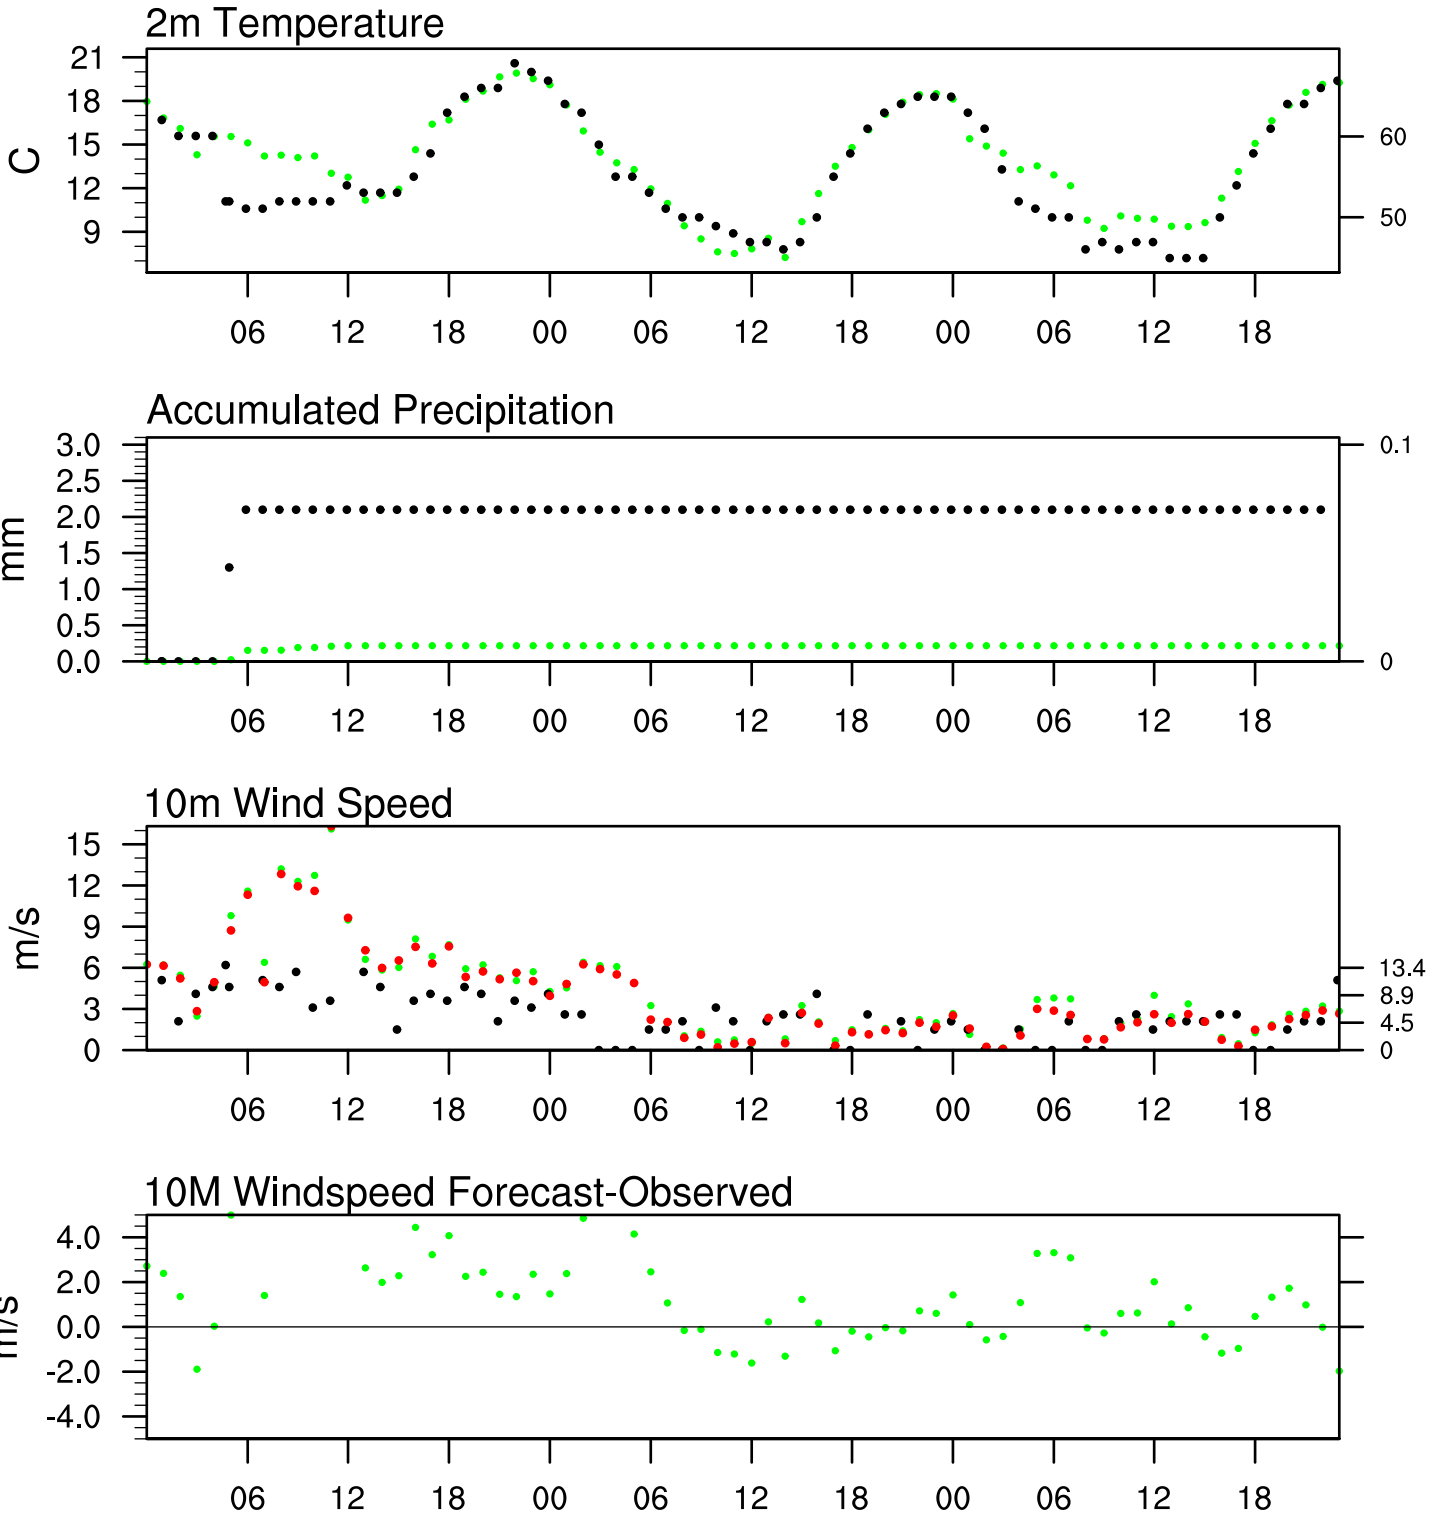 2m Temperature
21
18
15
12
9
C
60
50
06 12 18 00 06 12 18 00 06 12 18
Accumulated Precipitation
3.0
2.5
2.0
1.5
1.0
0.5
0.0
mm
0.1
0
06 12 18 00 06 12 18 00 06 12 18
10m Wind Speed
15
12
9
6
3
0
m/s
13.4
8.9
4.5
0
06 12 18 00 06 12 18 00 06 12 18
10M Windspeed Forecast-Observed
4.0
2.0
0.0
-2.0
-4.0
m/s
06 12 18 00 06 12 18 00 06 12 18